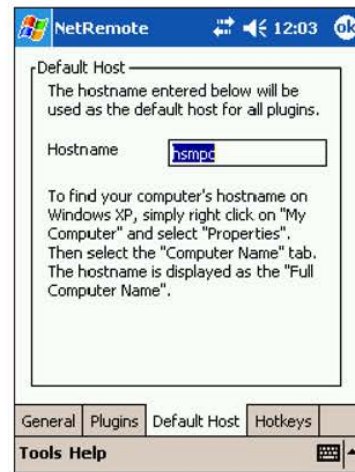 NetRemote 12:03 ok
Default Host
The hostname entered below will be
used as the default host for all plugins.
Hostname hsmpc
To find your computer's hostname on
Windows XP, simply right click on "My
Computer" and select "Properties".
Then select the "Computer Name" tab.
The hostname is displayed as the "Full
Computer Name".
General Plugins Default Host Hotkeys
Tools Help